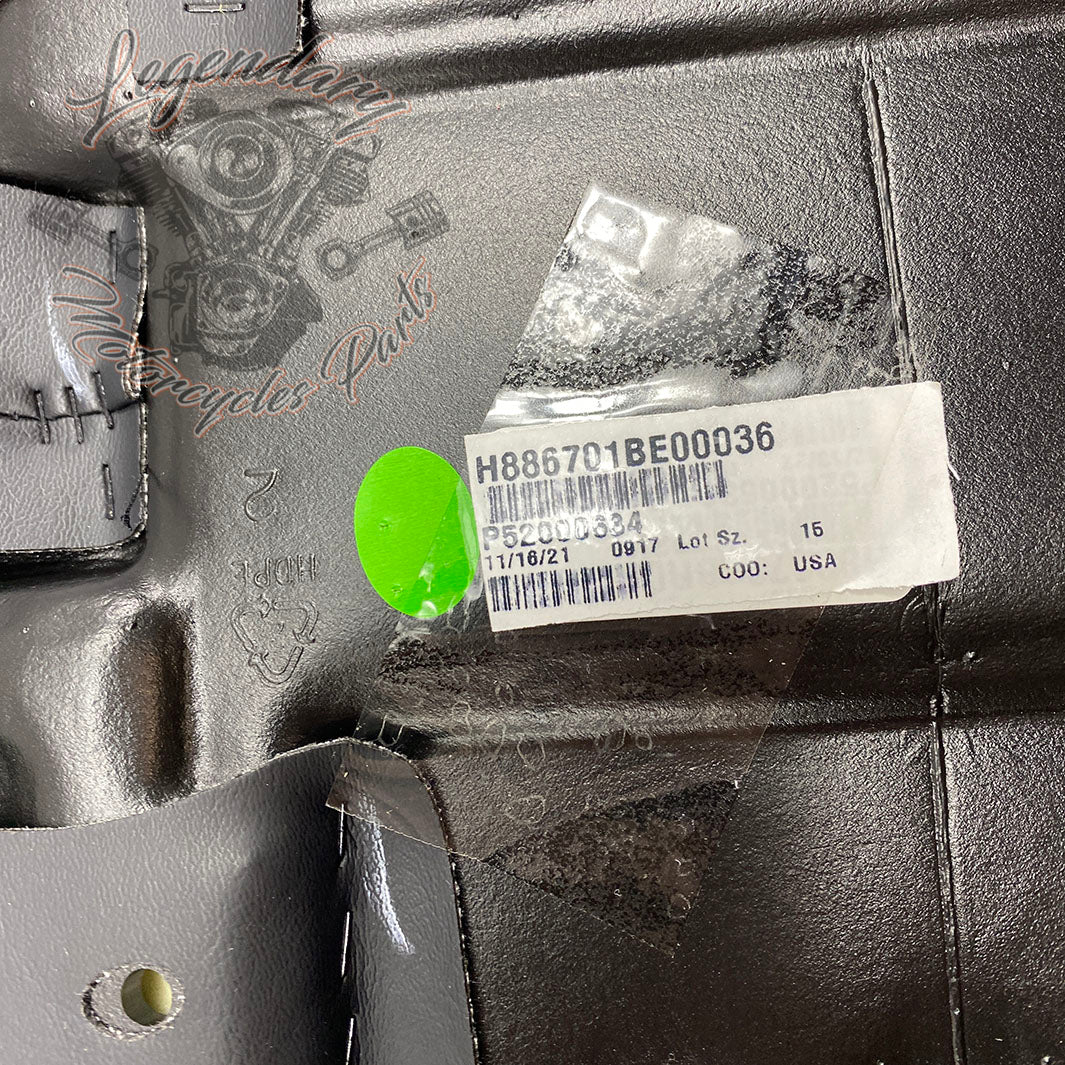 Legendary
Motorcycles Parts
H886701BE00036
P52000634
11/16/21 0917 Lot Sz. 15
COO: USA
2
HDPE